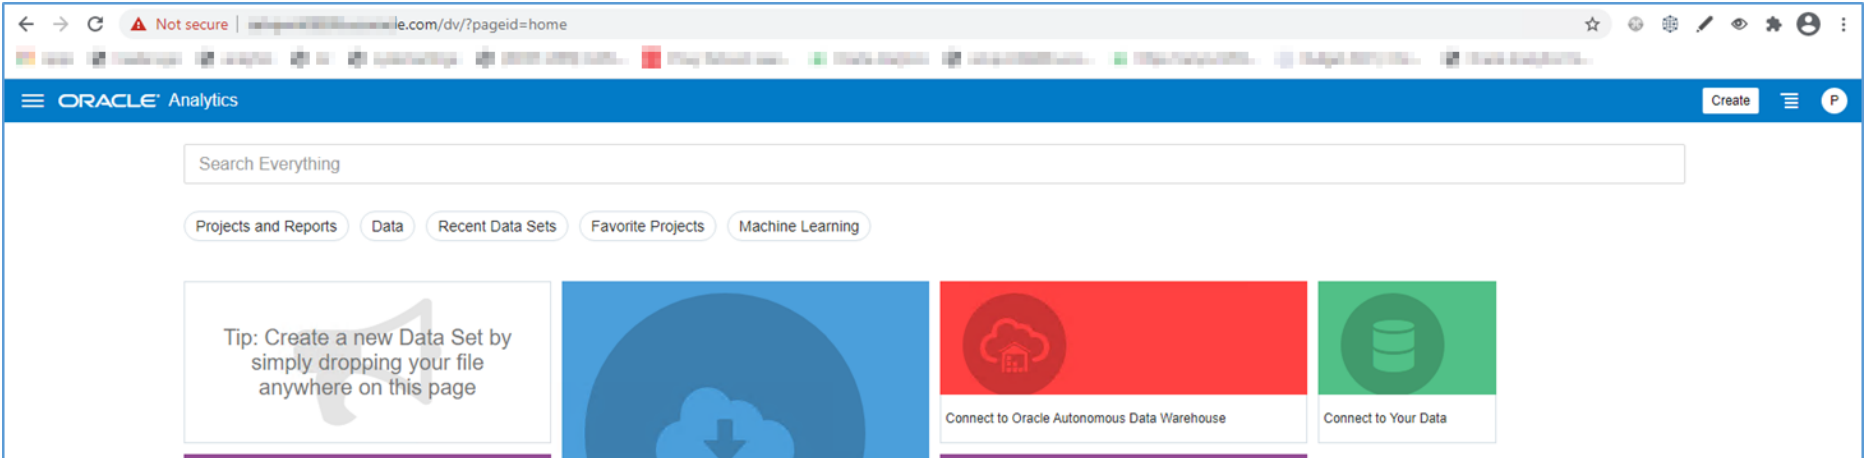 Not secure | le.com/dv/?pageid=home
ORACLE® Analytics
Create
P
Search Everything
Projects and Reports
Data
Recent Data Sets
Favorite Projects
Machine Learning
Tip: Create a new Data Set by
simply dropping your file
anywhere on this page
Connect to Oracle Autonomous Data Warehouse
Connect to Your Data